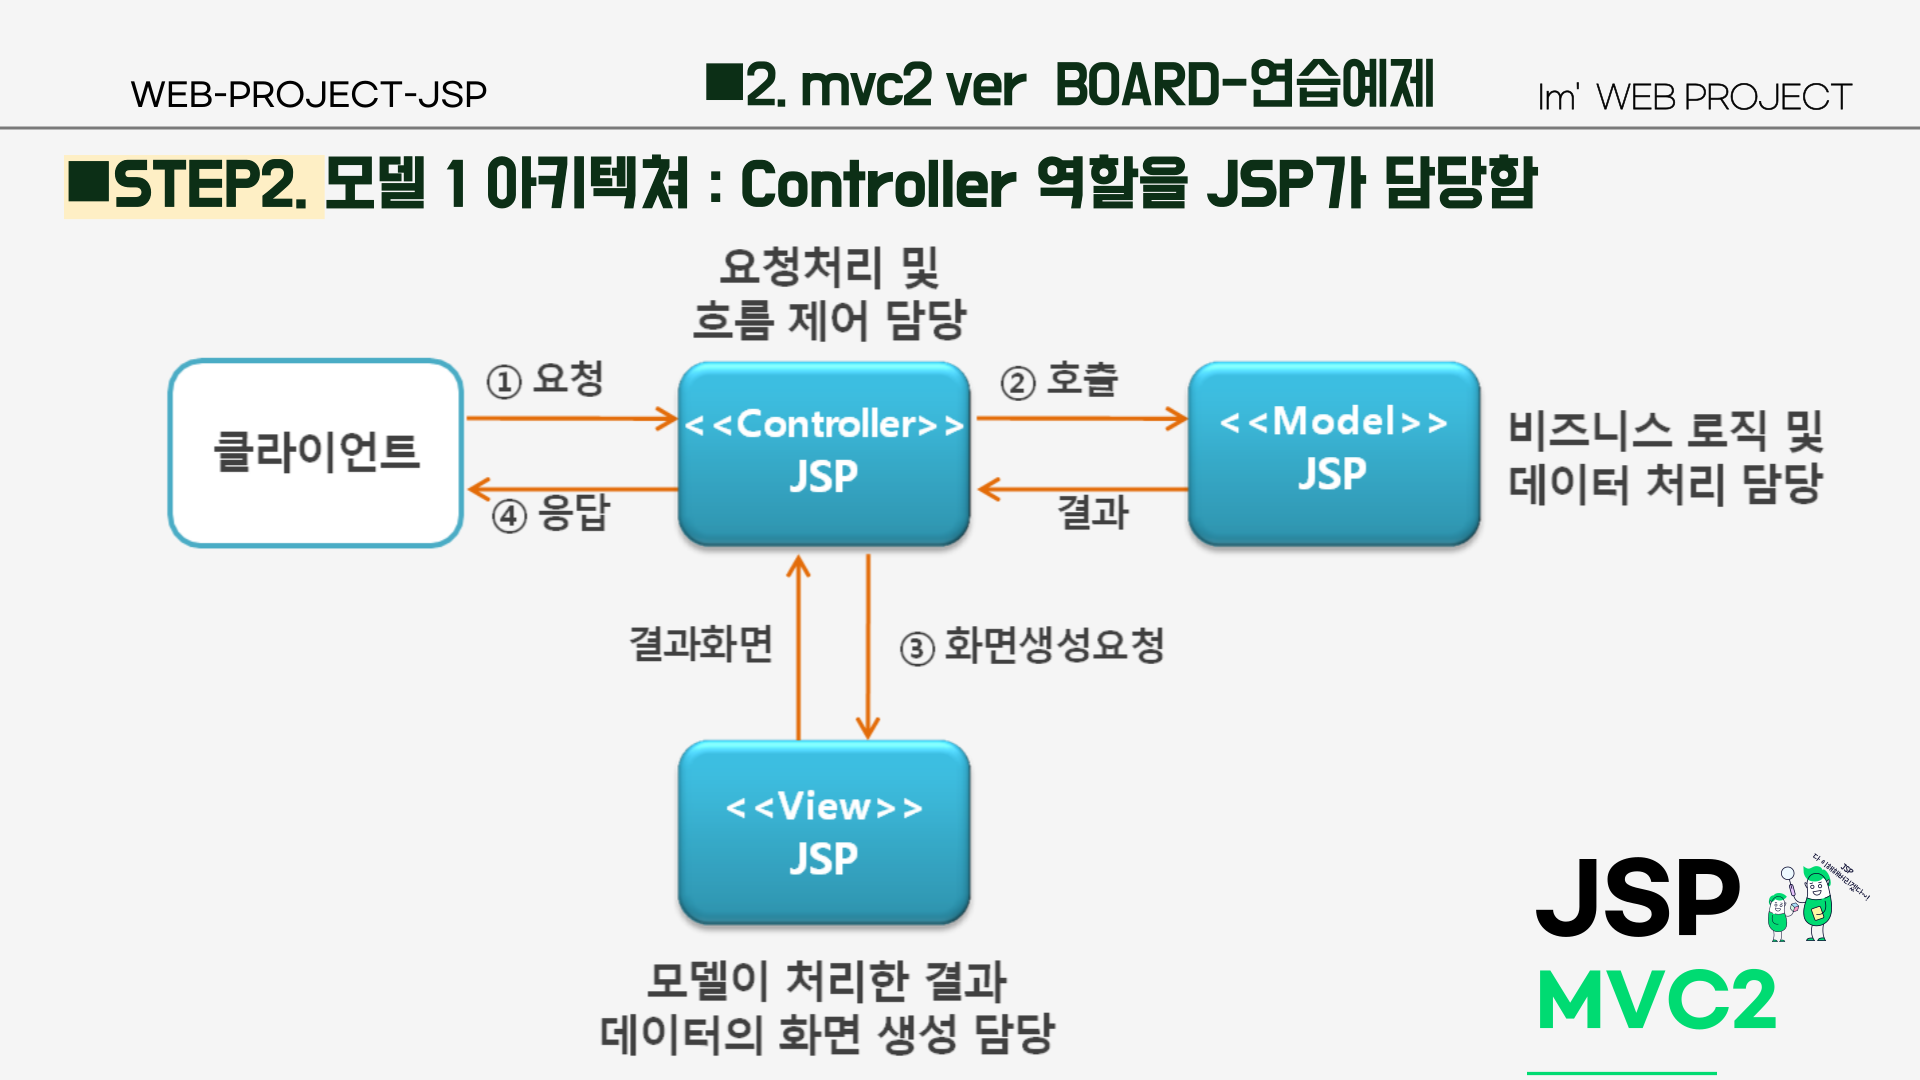 WEB-PROJECT-JSP
■2. mvc2 ver BOARD-연습예제
Im' WEB PROJECT
■STEP2. 모델 1 아키텍쳐 : Controller 역할을 JSP가 담당함
요청처리 및
흐름 제어 담당
클라이언트
① 요청
<<Controller>>
JSP
② 호출
<<Model>>
JSP
비즈니스 로직 및
데이터 처리 담당
④ 응답
결과
결과화면
③ 화면생성요청
<<View>>
JSP
모델이 처리한 결과
데이터의 화면 생성 담당
JSP
JSP
MVC2